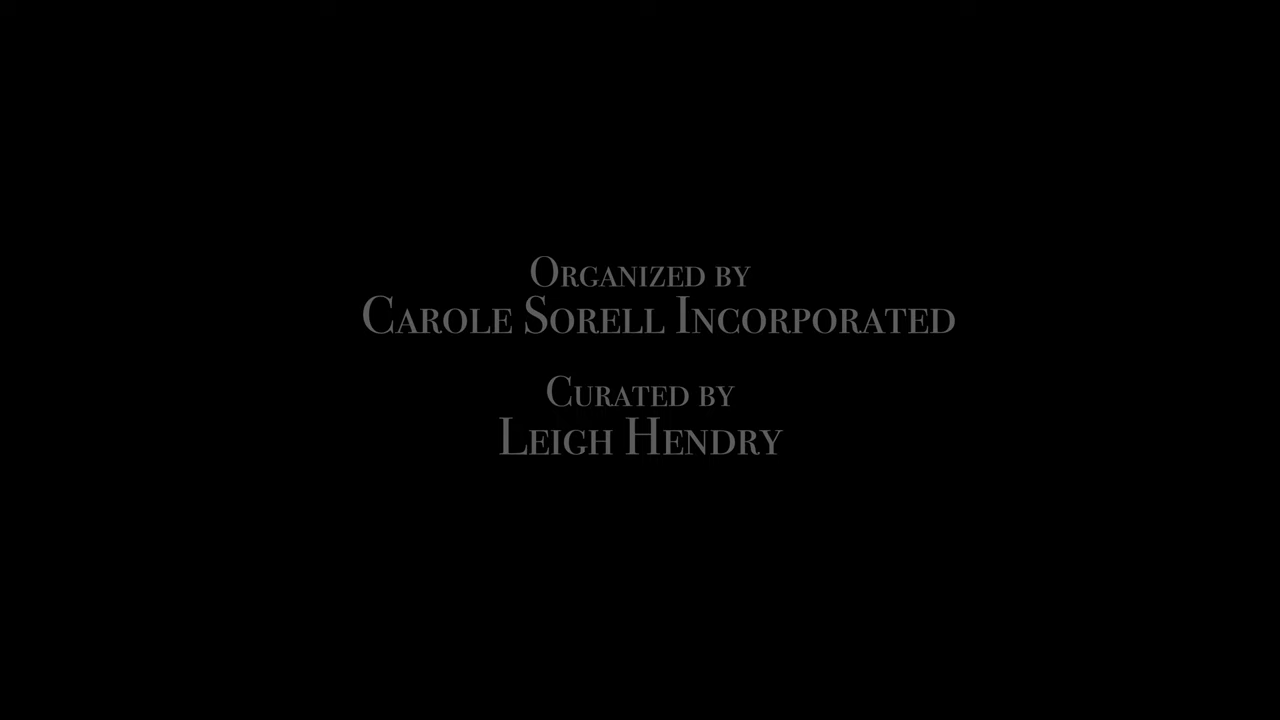 Organized by
Carole Sorell Incorporated
Curated by
Leigh Hendry